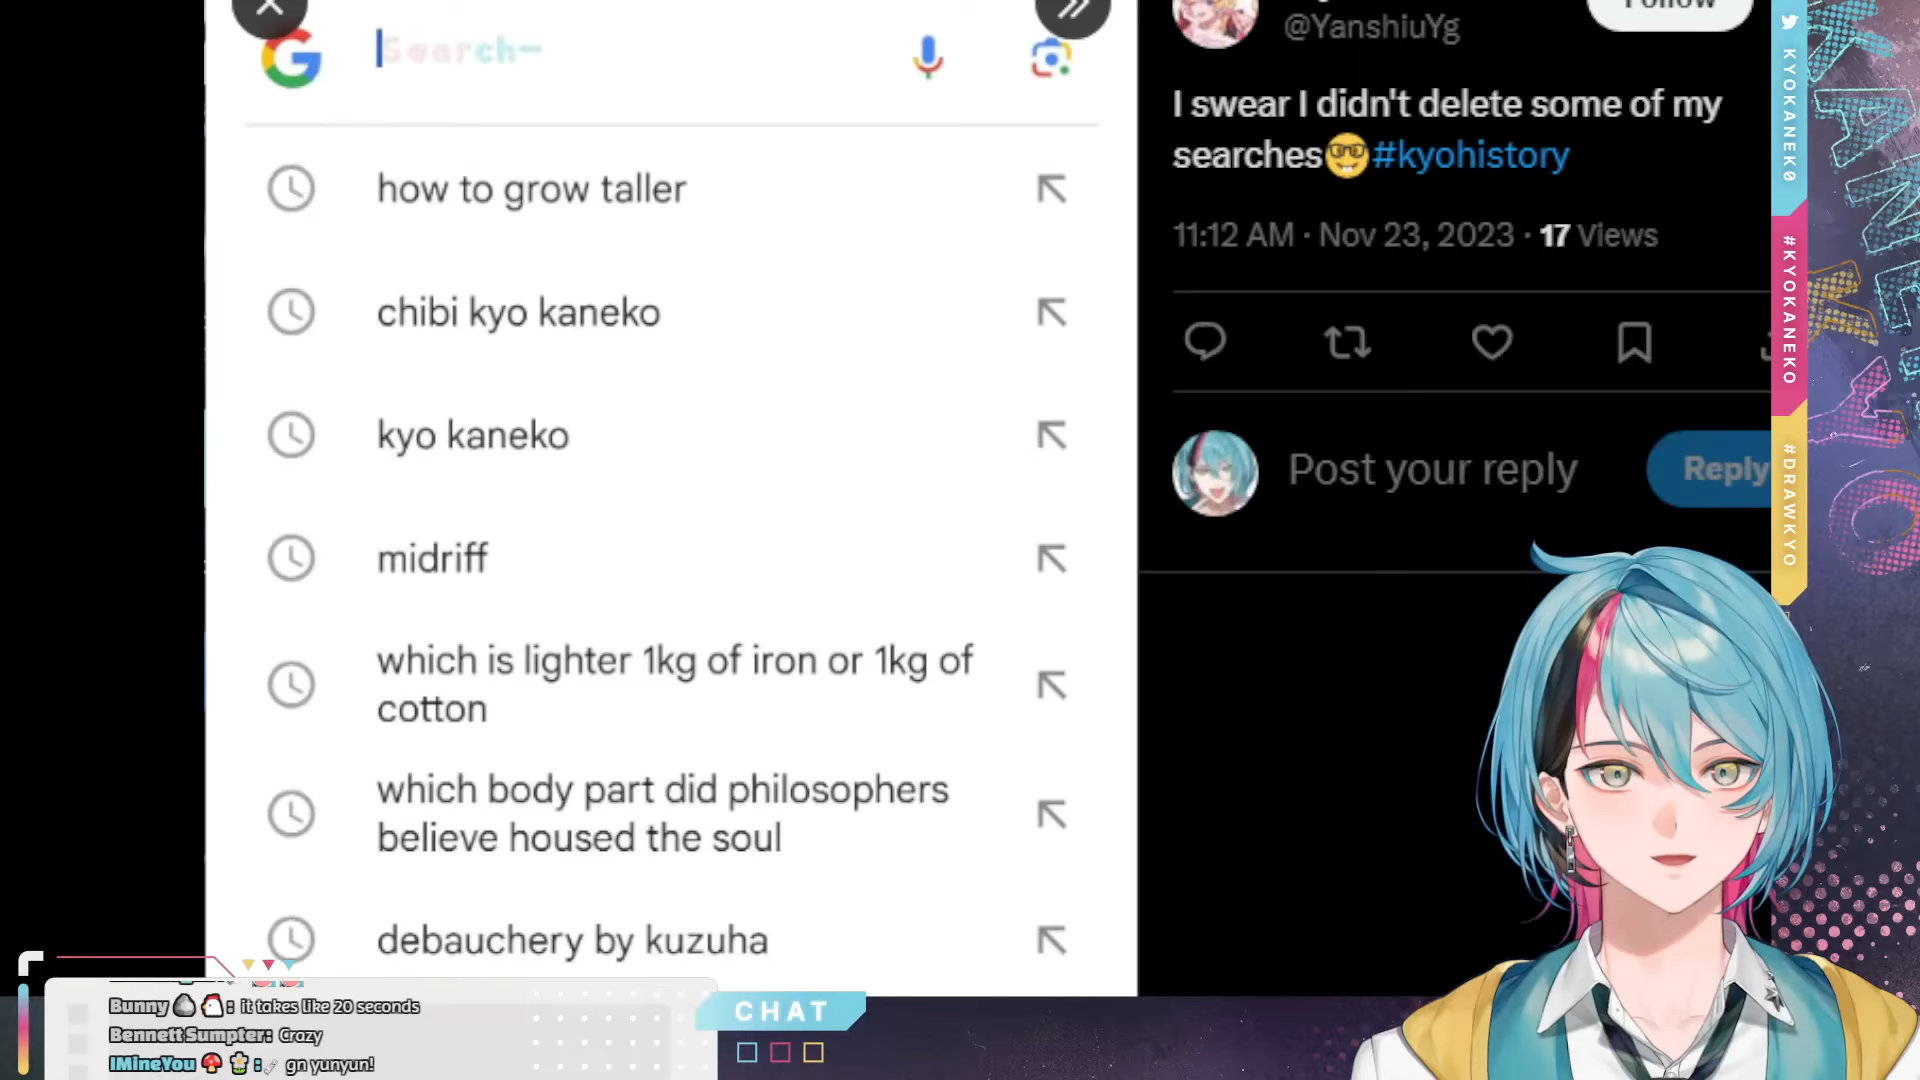 Search—
how to grow taller
chibi kyo kaneko
kyo kaneko
midriff
which is lighter 1kg of iron or 1kg of
cotton
which body part did philosophers
believe housed the soul
debauchery by kuzuha
Follow
@YanshiuYg
I swear I didn't delete some of my
searches🤓#kyohistory
11:12 AM · Nov 23, 2023 · 17 Views
Post your reply
Reply
KYOKANEK0
#KYOKANEKO
#DRAWKYO
Bunny: it takes like 20 seconds
Bennett Sumpter: Crazy
IMineYou: gn yunyun!
CHAT